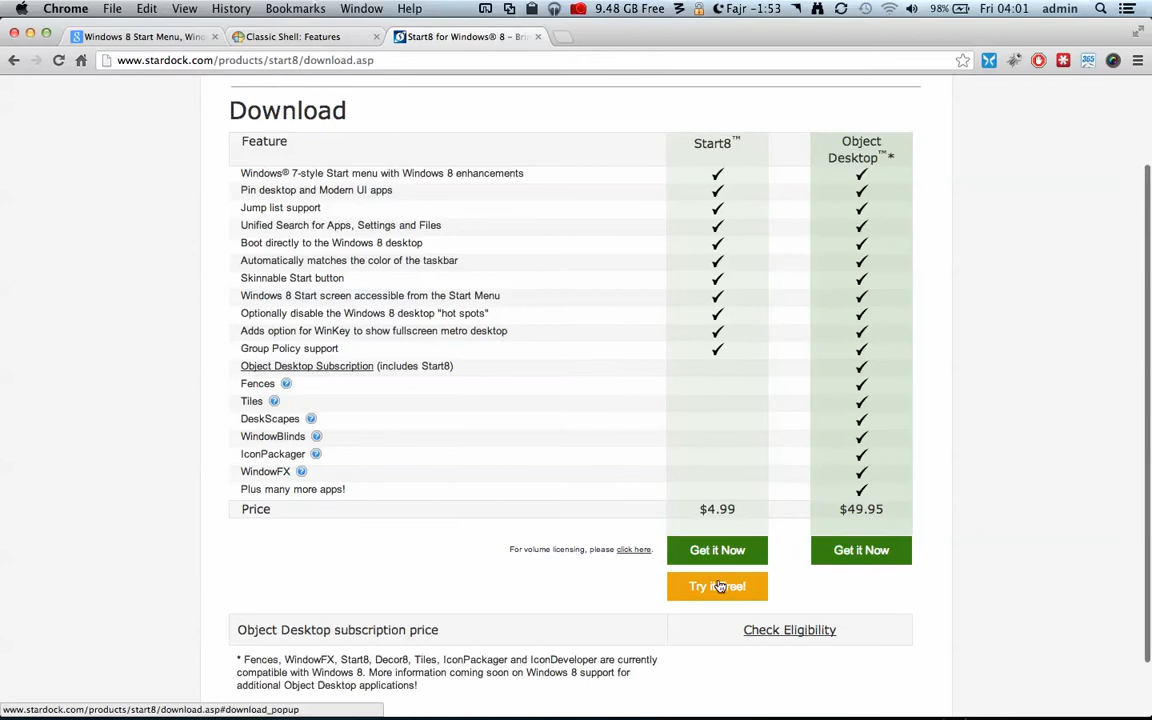 Chrome File Edit View History Bookmarks Window Help 9.48 GB Free Fajr -1:53 98% Fri 04:01 admin
Windows 8 Start Menu, Wind Classic Shell: Features Start8 for Windows® 8 – Bri
www.stardock.com/products/start8/download.asp 365
Download
Feature Start8™ Object Desktop™*
Windows® 7-style Start menu with Windows 8 enhancements ✓ ✓
Pin desktop and Modern UI apps ✓ ✓
Jump list support ✓ ✓
Unified Search for Apps, Settings and Files ✓ ✓
Boot directly to the Windows 8 desktop ✓ ✓
Automatically matches the color of the taskbar ✓ ✓
Skinnable Start button ✓ ✓
Windows 8 Start screen accessible from the Start Menu ✓ ✓
Optionally disable the Windows 8 desktop "hot spots" ✓ ✓
Adds option for WinKey to show fullscreen metro desktop ✓ ✓
Group Policy support ✓ ✓
Object Desktop Subscription (includes Start8) ✓
Fences ? ✓
Tiles ? ✓
DeskScapes ? ✓
WindowBlinds ? ✓
IconPackager ? ✓
WindowFX ? ✓
Plus many more apps! ✓
Price $4.99 $49.95
For volume licensing, please click here. Get it Now Get it Now
Try it Free!
Object Desktop subscription price Check Eligibility
* Fences, WindowFX, Start8, Decor8, Tiles, IconPackager and IconDeveloper are currently
compatible with Windows 8. More information coming soon on Windows 8 support for
additional Object Desktop applications!
www.stardock.com/products/start8/download.asp#download_popup